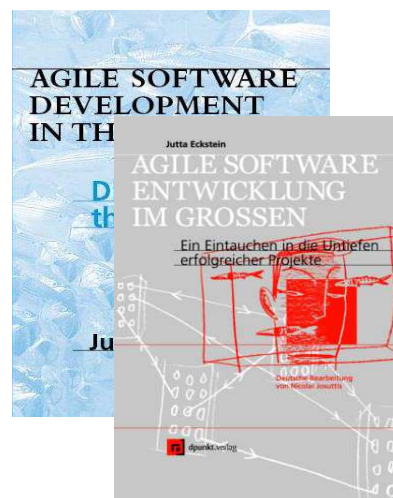 AGILE SOFTWARE
DEVELOPMENT
IN TH
D
th
Ju
Jutta Eckstein
AGILE SOFTWARE
ENTWICKLUNG
IM GROSSEN
Ein Eintauchen in die Untiefen
erfolgreicher Projekte
Deutsche Bearbeitung
von Nicolai Josuttis
dpunkt.verlag